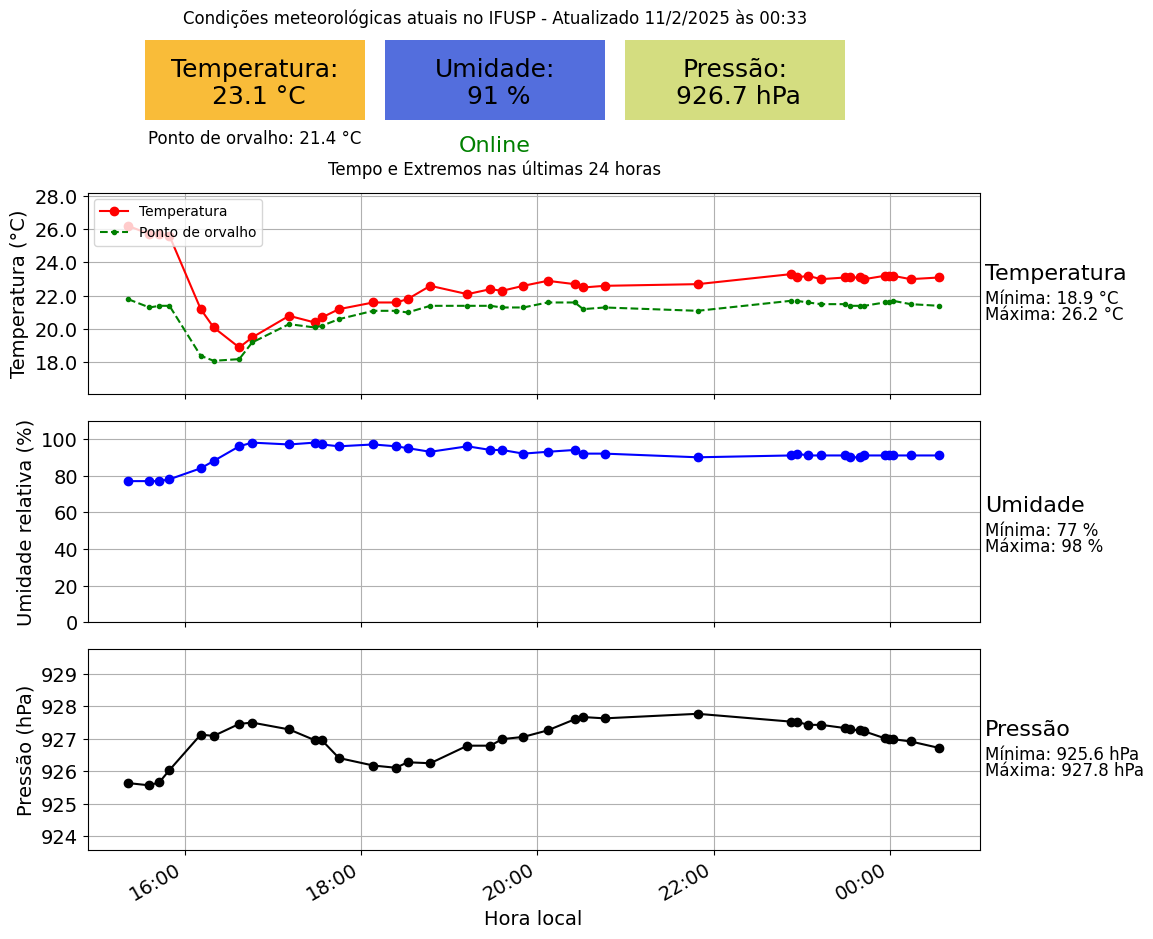 Condições meteorológicas atuais no IFUSP - Atualizado 11/2/2025 às 00:33
Temperatura:
23.1 °C
Umidade:
91 %
Pressão:
926.7 hPa
Ponto de orvalho: 21.4 °C
Online
Tempo e Extremos nas últimas 24 horas
Temperatura (°C)
28.0
26.0
24.0
22.0
20.0
18.0
Temperatura
Ponto de orvalho
Temperatura
Mínima: 18.9 °C
Máxima: 26.2 °C
Umidade relativa (%)
100
80
60
40
20
0
Umidade
Mínima: 77 %
Máxima: 98 %
Pressão (hPa)
929
928
927
926
925
924
Pressão
Mínima: 925.6 hPa
Máxima: 927.8 hPa
16:00
18:00
20:00
22:00
00:00
Hora local